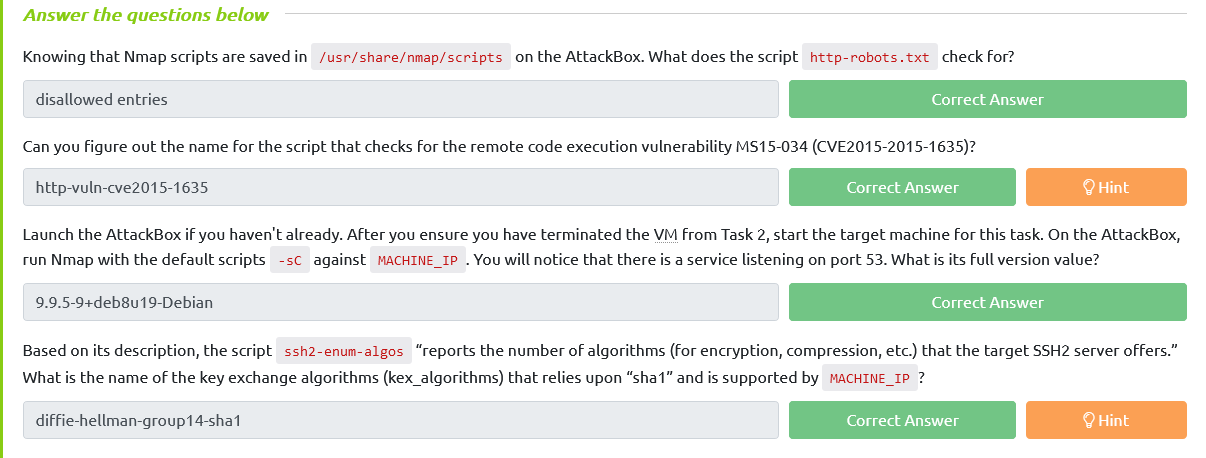 Answer the questions below
Knowing that Nmap scripts are saved in /usr/share/nmap/scripts on the AttackBox. What does the script http-robots.txt check for?
disallowed entries Correct Answer
Can you figure out the name for the script that checks for the remote code execution vulnerability MS15-034 (CVE2015-2015-1635)?
http-vuln-cve2015-1635 Correct Answer Hint
Launch the AttackBox if you haven't already. After you ensure you have terminated the VM from Task 2, start the target machine for this task. On the AttackBox,
run Nmap with the default scripts -sC against MACHINE_IP. You will notice that there is a service listening on port 53. What is its full version value?
9.9.5-9+deb8u19-Debian Correct Answer
Based on its description, the script ssh2-enum-algos “reports the number of algorithms (for encryption, compression, etc.) that the target SSH2 server offers.”
What is the name of the key exchange algorithms (kex_algorithms) that relies upon “sha1” and is supported by MACHINE_IP?
diffie-hellman-group14-sha1 Correct Answer Hint